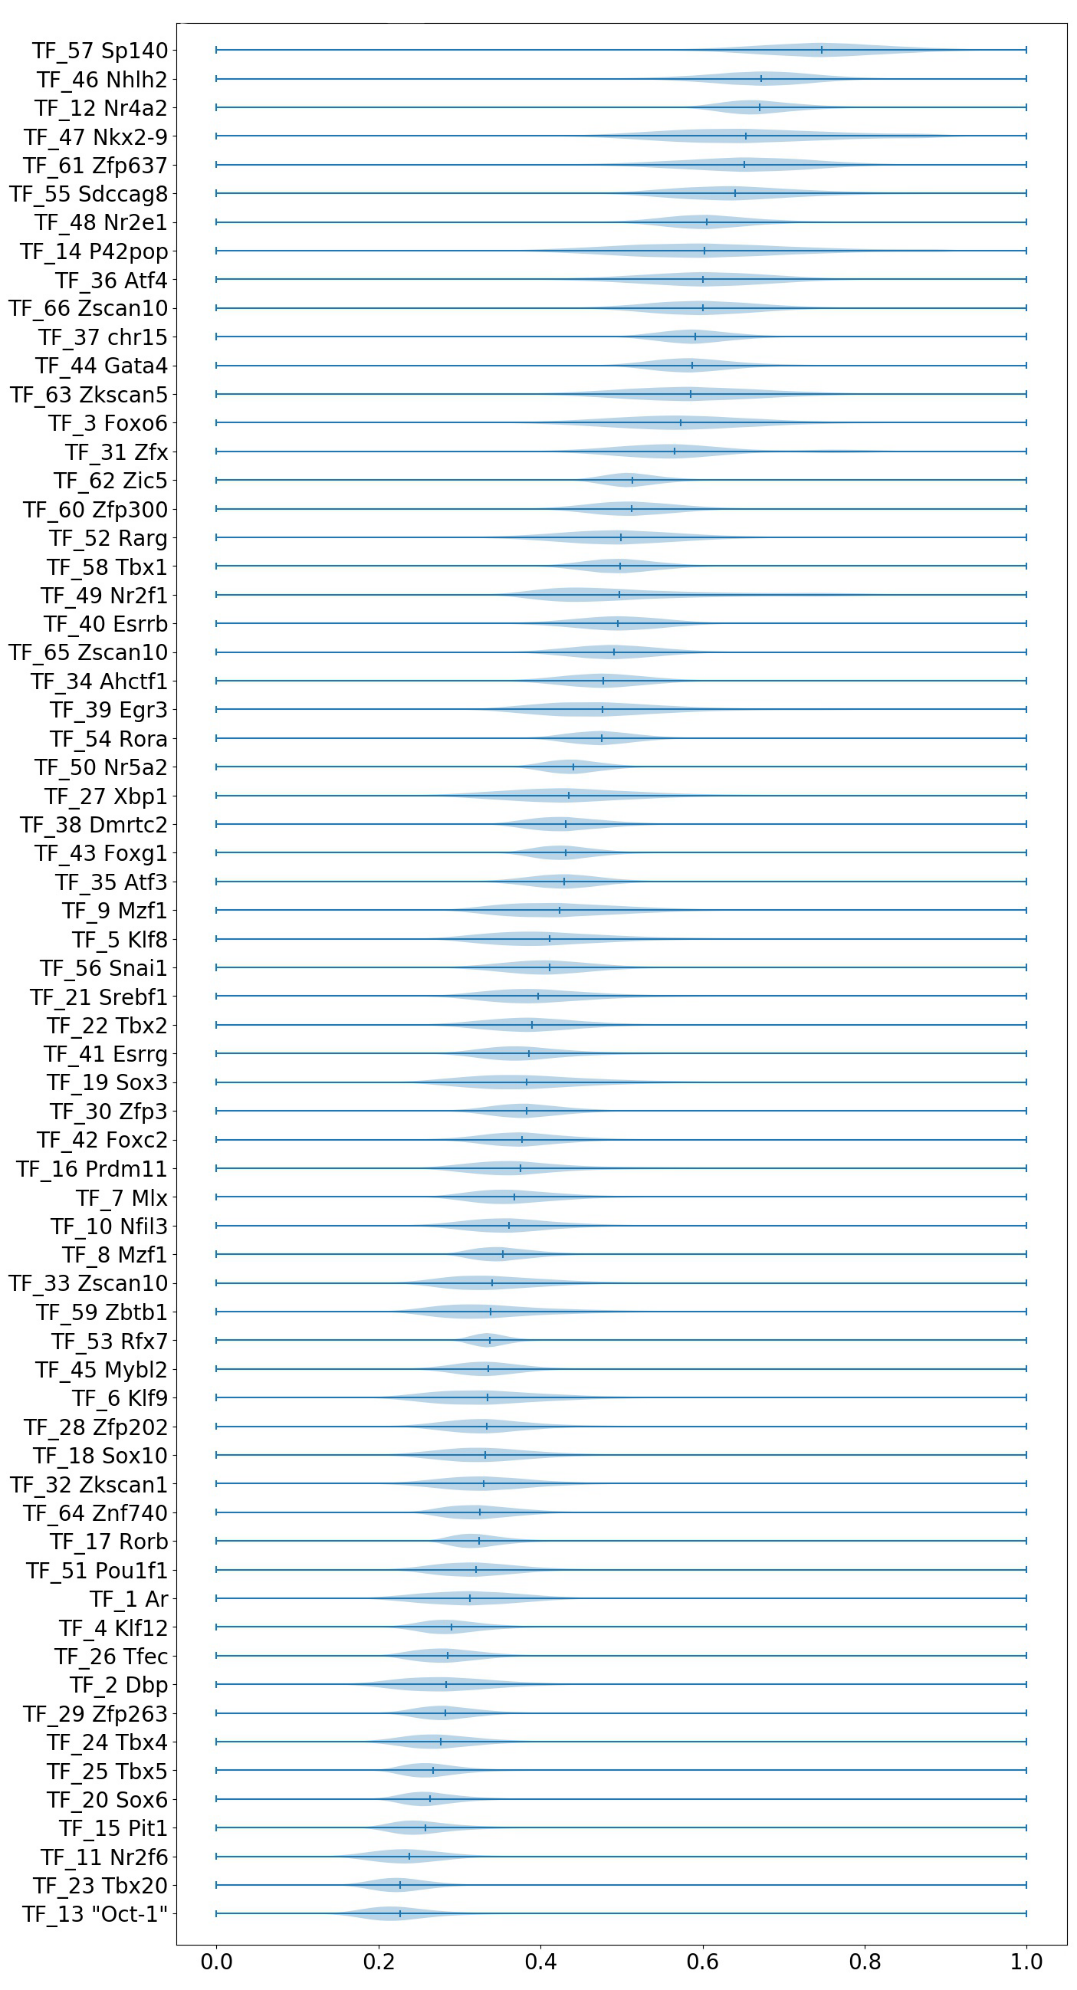 TF_57 Sp140
TF_46 Nhlh2
TF_12 Nr4a2
TF_47 Nkx2-9
TF_61 Zfp637
TF_55 Sdccag8
TF_48 Nr2e1
TF_14 P42pop
TF_36 Atf4
TF_66 Zscan10
TF_37 chr15
TF_44 Gata4
TF_63 Zkscan5
TF_3 Foxo6
TF_31 Zfx
TF_62 Zic5
TF_60 Zfp300
TF_52 Rarg
TF_58 Tbx1
TF_49 Nr2f1
TF_40 Esrrb
TF_65 Zscan10
TF_34 Ahctf1
TF_39 Egr3
TF_54 Rora
TF_50 Nr5a2
TF_27 Xbp1
TF_38 Dmrtc2
TF_43 Foxg1
TF_35 Atf3
TF_9 Mzf1
TF_5 Klf8
TF_56 Snai1
TF_21 Srebf1
TF_22 Tbx2
TF_41 Esrrg
TF_19 Sox3
TF_30 Zfp3
TF_42 Foxc2
TF_16 Prdm11
TF_7 Mlx
TF_10 Nfil3
TF_8 Mzf1
TF_33 Zscan10
TF_59 Zbtb1
TF_53 Rfx7
TF_45 Mybl2
TF_6 Klf9
TF_28 Zfp202
TF_18 Sox10
TF_32 Zkscan1
TF_64 Znf740
TF_17 Rorb
TF_51 Pou1f1
TF_1 Ar
TF_4 Klf12
TF_26 Tfec
TF_2 Dbp
TF_29 Zfp263
TF_24 Tbx4
TF_25 Tbx5
TF_20 Sox6
TF_15 Pit1
TF_11 Nr2f6
TF_23 Tbx20
TF_13 "Oct-1"
0.0 0.2 0.4 0.6 0.8 1.0